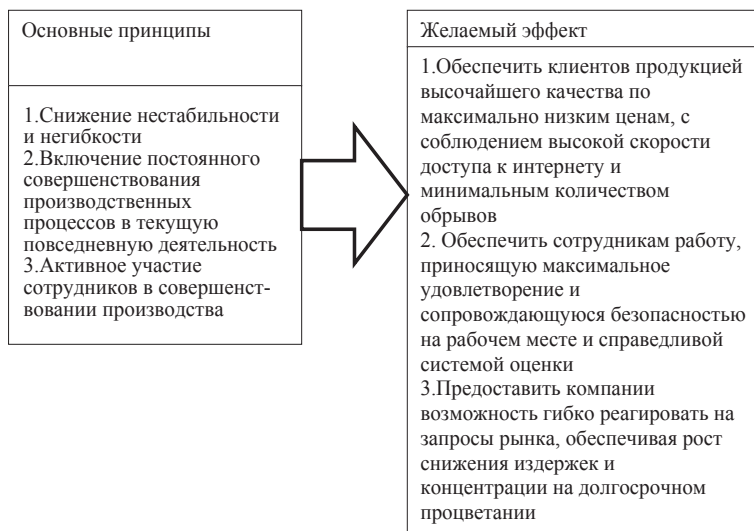 Основные принципы
1.Снижение нестабильности
и негибкости
2.Включение постоянного
совершенствования
производственных
процессов в текущую
повседневную деятельность
3.Активное участие
сотрудников в совершенст-
вовании производства
Желаемый эффект
1.Обеспечить клиентов продукцией
высочайшего качества по
максимально низким ценам, с
соблюдением высокой скорости
доступа к интернету и
минимальным количеством
обрывов
2. Обеспечить сотрудникам работу,
приносящую максимальное
удовлетворение и
сопровождающуюся безопасностью
на рабочем месте и справедливой
системой оценки
3.Предоставить компании
возможность гибко реагировать на
запросы рынка, обеспечивая рост
снижения издержек и
концентрации на долгосрочном
процветании